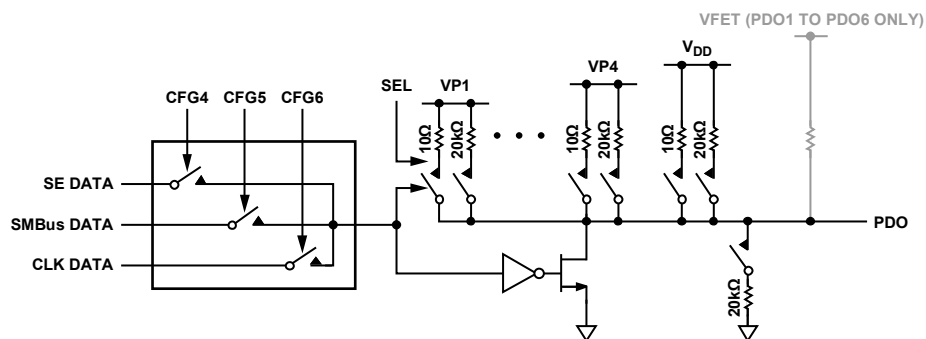 VFET (PDO1 TO PDO6 ONLY)
VDD
VP4
VP1
SEL
CFG4 CFG5 CFG6
10Ω
20kΩ
10Ω
20kΩ
10Ω
20kΩ
SE DATA
SMBus DATA
CLK DATA
PDO
20kΩ